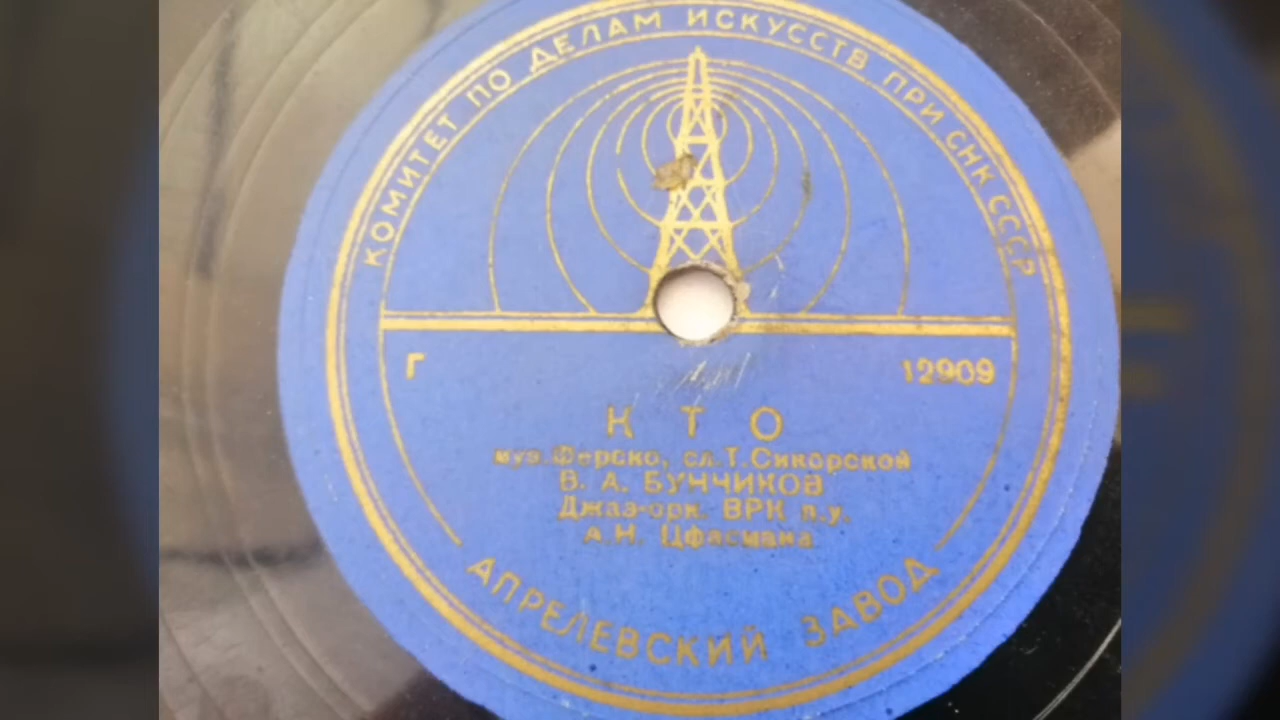 КОМИТЕТ ПО ДЕЛАМ ИСКУССТВ ПРИ СНК СССР
Г 12909
КТО
муз. Ферско, сл. Т. Сикорской
В. А. БУНЧИКОВ
Джаз-орк. ВРК п.у.
А. Н. Цфасмана
АПРЕЛЕВСКИЙ ЗАВОД